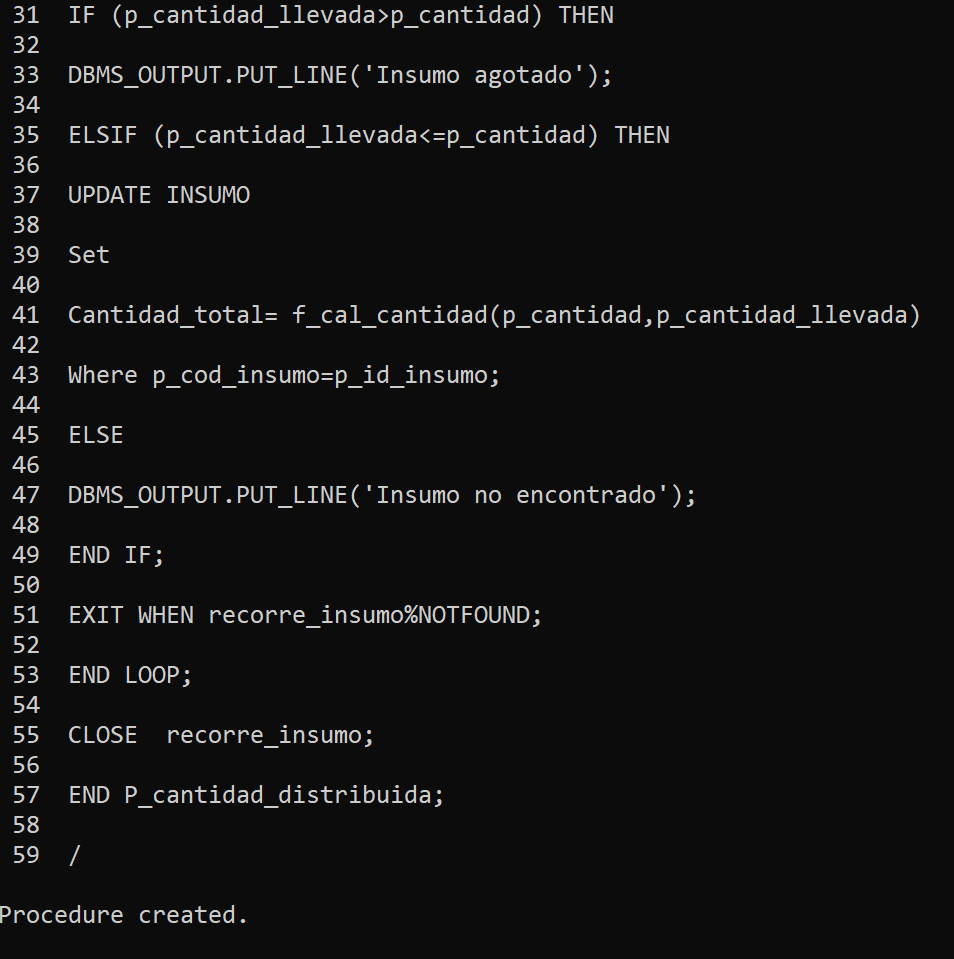 31  IF (p_cantidad_llevada>p_cantidad) THEN
32
33  DBMS_OUTPUT.PUT_LINE('Insumo agotado');
34
35  ELSIF (p_cantidad_llevada<=p_cantidad) THEN
36
37  UPDATE INSUMO
38
39  Set
40
41  Cantidad_total= f_cal_cantidad(p_cantidad,p_cantidad_llevada)
42
43  Where p_cod_insumo=p_id_insumo;
44
45  ELSE
46
47  DBMS_OUTPUT.PUT_LINE('Insumo no encontrado');
48
49  END IF;
50
51  EXIT WHEN recorre_insumo%NOTFOUND;
52
53  END LOOP;
54
55  CLOSE  recorre_insumo;
56
57  END P_cantidad_distribuida;
58
59  /
Procedure created.